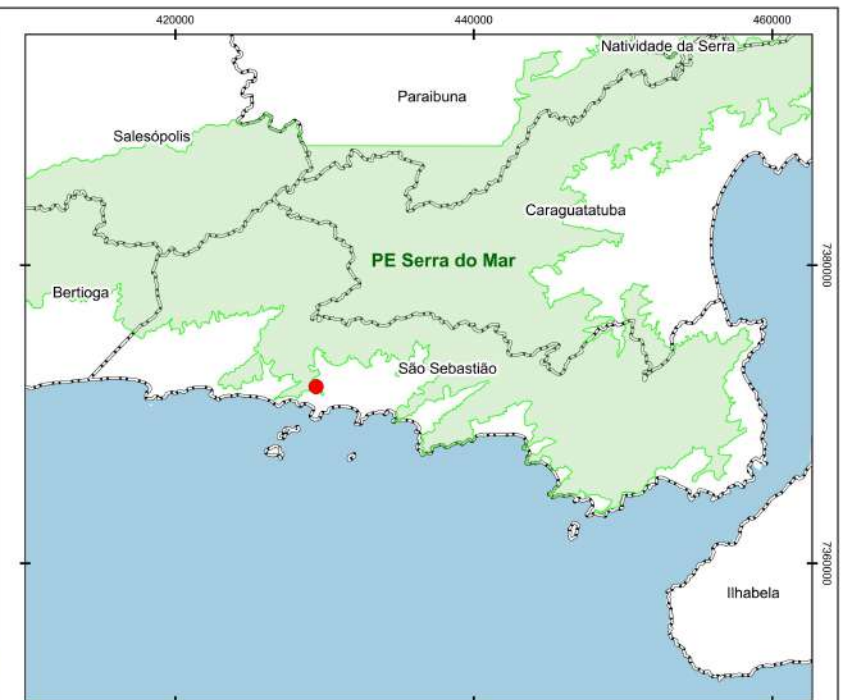 420000
440000
460000
Natividade da Serra
Paraibuna
Salesópolis
Caraguatatuba
PE Serra do Mar
7380000
Bertioga
São Sebastião
7360000
Ilhabela